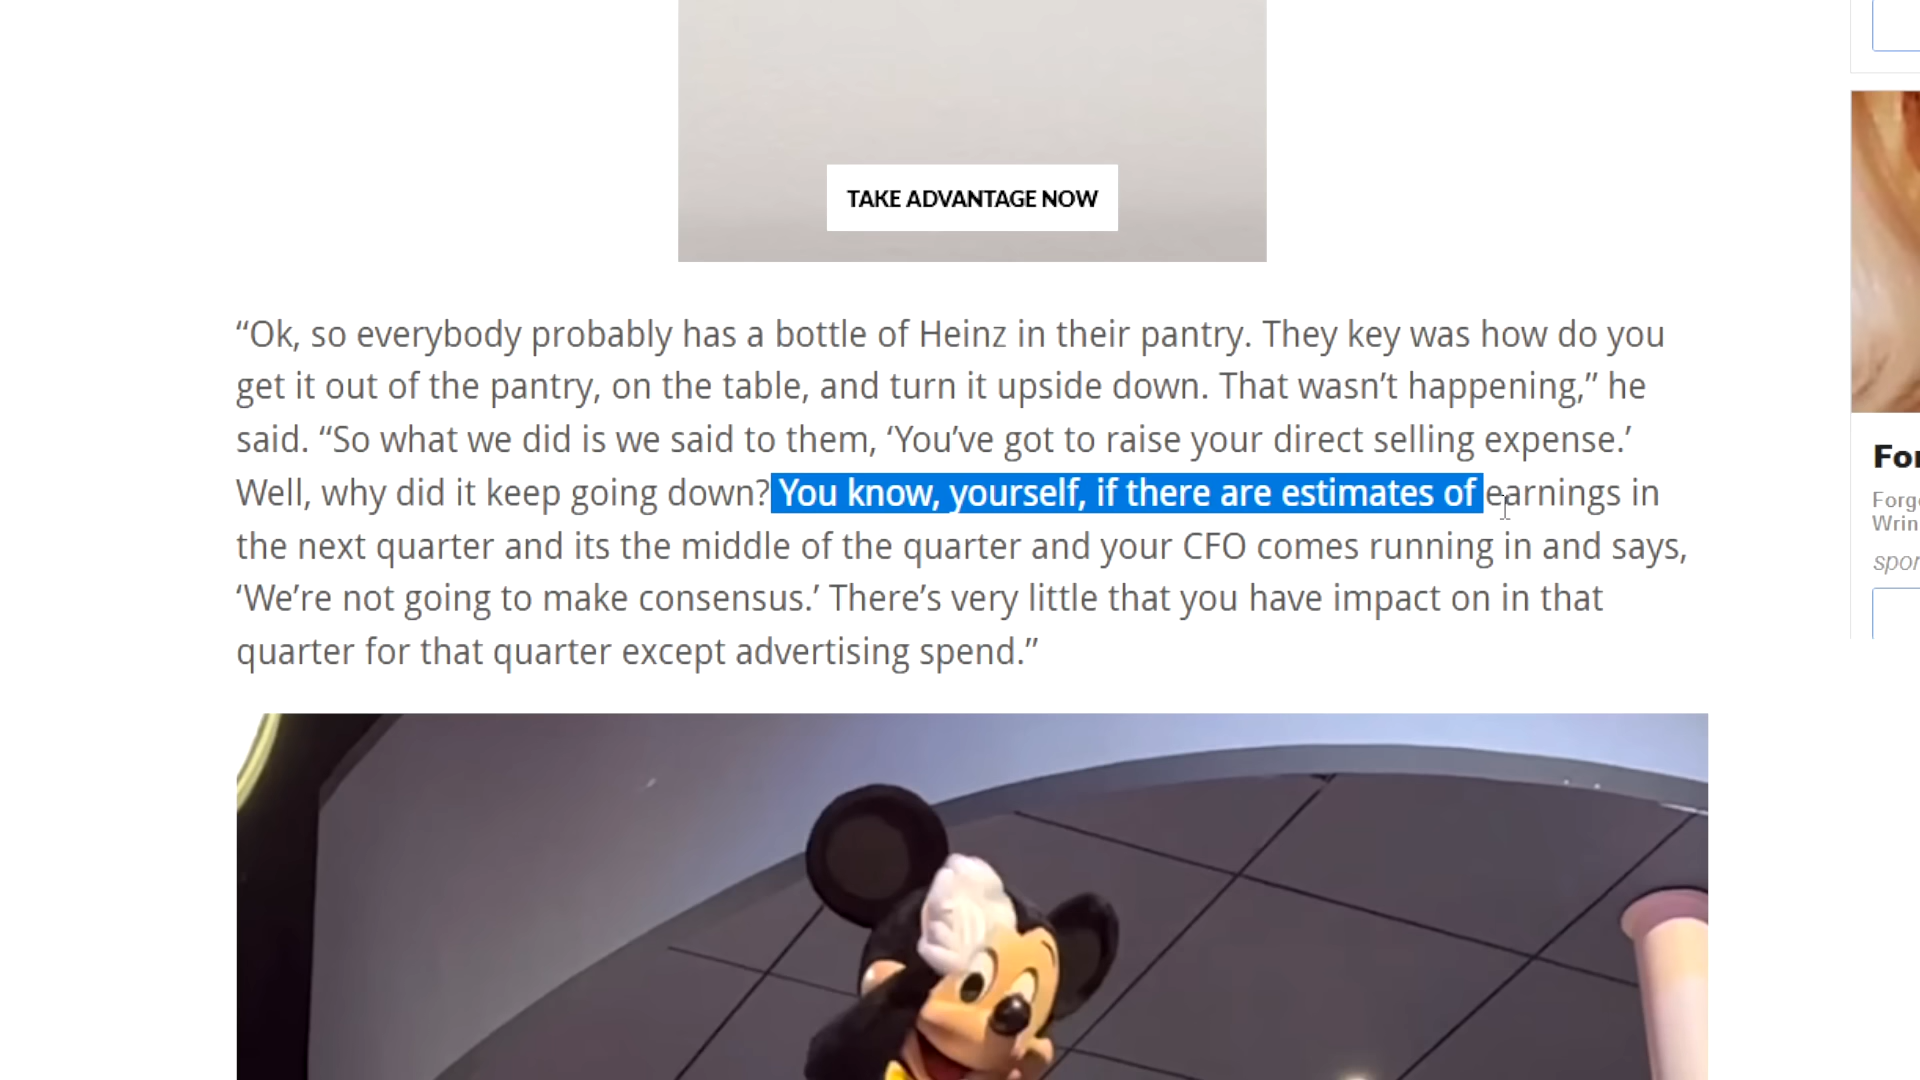 TAKE ADVANTAGE NOW
“Ok, so everybody probably has a bottle of Heinz in their pantry. They key was how do you
get it out of the pantry, on the table, and turn it upside down. That wasn’t happening,” he
said. “So what we did is we said to them, ‘You’ve got to raise your direct selling expense.’
Well, why did it keep going down? You know, yourself, if there are estimates of earnings in
the next quarter and its the middle of the quarter and your CFO comes running in and says,
‘We’re not going to make consensus.’ There’s very little that you have impact on in that
quarter for that quarter except advertising spend.”